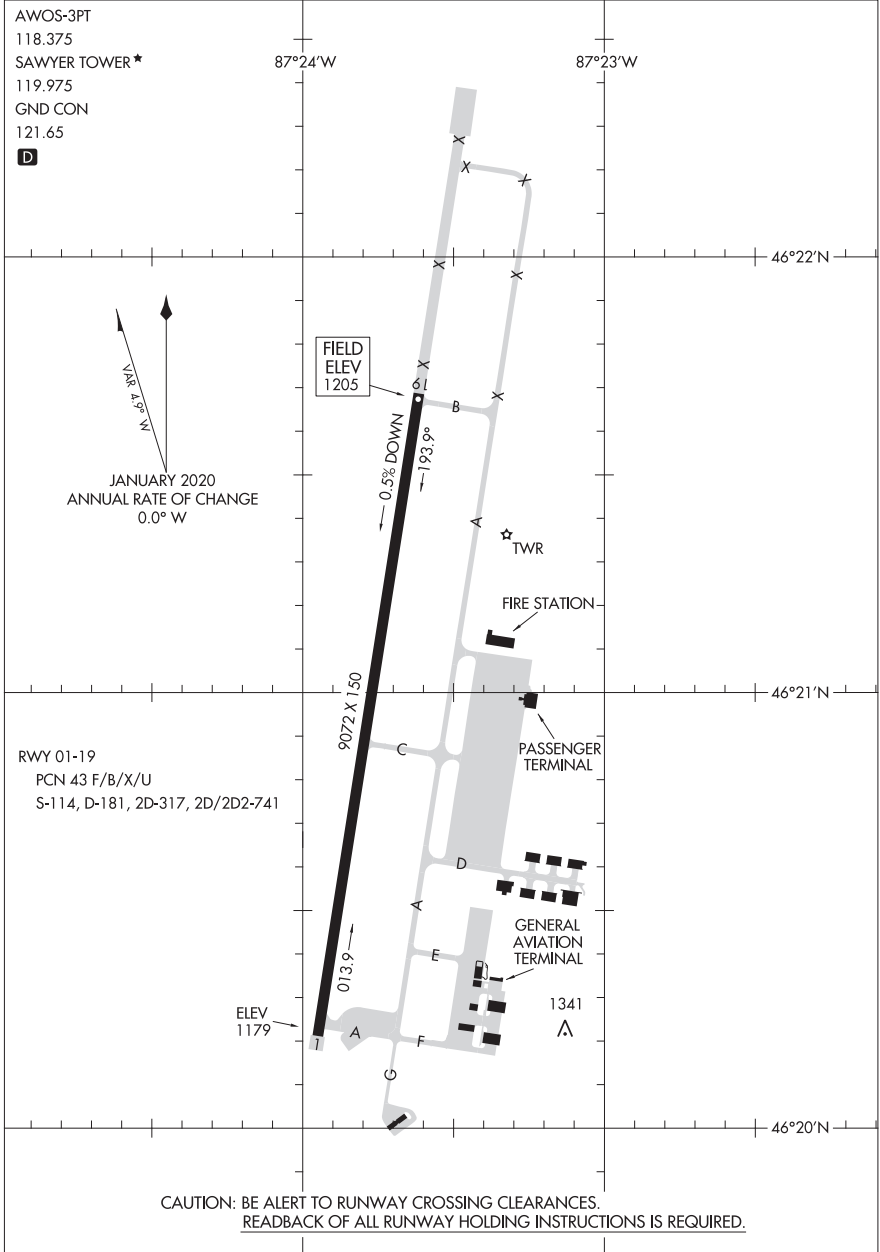 AWOS-3PT
118.375
SAWYER TOWER★
119.975
GND CON
121.65
D
87°24'W
87°23'W
X
X
X
X
X
46°22'N
VAR 4.9° W
JANUARY 2020
ANNUAL RATE OF CHANGE
0.0° W
FIELD
ELEV
1205
X
19
X
B
0.5% DOWN
193.9°
A
TWR
FIRE STATION
46°21'N
9072 X 150
C
PASSENGER
TERMINAL
RWY 01-19
PCN 43 F/B/X/U
S-114, D-181, 2D-317, 2D/2D2-741
D
A
GENERAL
AVIATION
TERMINAL
E
013.9
ELEV
1179
1341
A
F
1
G
46°20'N
CAUTION: BE ALERT TO RUNWAY CROSSING CLEARANCES.
READBACK OF ALL RUNWAY HOLDING INSTRUCTIONS IS REQUIRED.